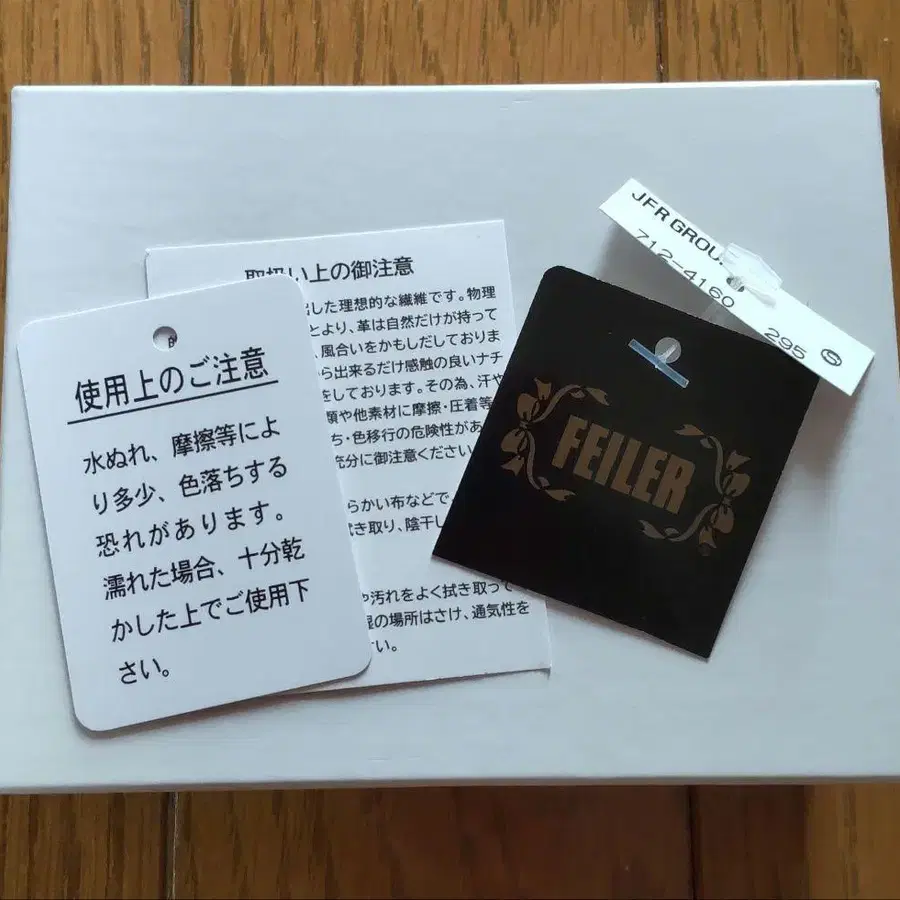 使用上のご注意
水ぬれ、摩擦等によ
り多少、色落ちする
恐れがあります。
濡れた場合、十分乾
かした上でご使用下
さい。
取扱い上の御注意
した理想的な繊維です。物理
とより、革は自然だけが持って
風合いをかもしだしておりま
ら出来るだけ感触の良いナチ
をしております。その為、汗や
類や他素材に摩擦・圧着等
ち・色移行の危険性があ
充分に御注意ください
らかい布などで
拭き取り、陰干し
や汚れをよく拭き取って
湿の場所はさけ、通気性を
い。
FEILER
JFR GROU
712-4160
295 S